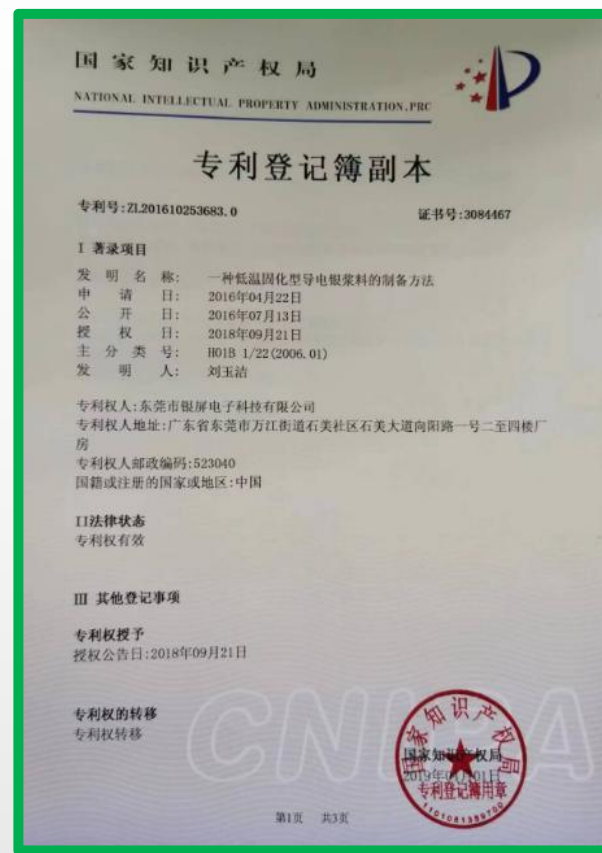 国家知识产权局
NATIONAL INTELLECTUAL PROPERTY ADMINISTRATION,PRC
专利登记簿副本
专利号:ZL201610253683.0 证书号:3084467
I 著录项目
发明名称: 一种低温固化型导电银浆料的制备方法
申请日: 2016年04月22日
公开日: 2016年07月13日
授权日: 2018年09月21日
主分类号: H01B 1/22(2006.01)
发明人: 刘玉洁
专利权人:东莞市银屏电子科技有限公司
专利权人地址:广东省东莞市万江街道石美社区石美大道向阳路一号二至四楼厂
房
专利权人邮政编码:523040
国籍或注册的国家或地区:中国
II法律状态
专利权有效
III 其他登记事项
专利权授予
授权公告日:2018年09月21日
专利权的转移
专利权转移
CNIPA
国家知识产权局
国家知识产权局
专利登记簿用章
第1页 共3页